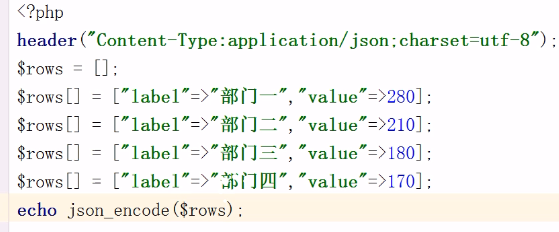 <?php
header("Content-Type:application/json;charset=utf-8");
$rows = [];
$rows[] = ["label"=>"部门一","value"=>280];
$rows[] = ["label"=>"部门二","value"=>210];
$rows[] = ["label"=>"部门三","value"=>180];
$rows[] = ["label"=>"部门四","value"=>170];
echo json_encode($rows);